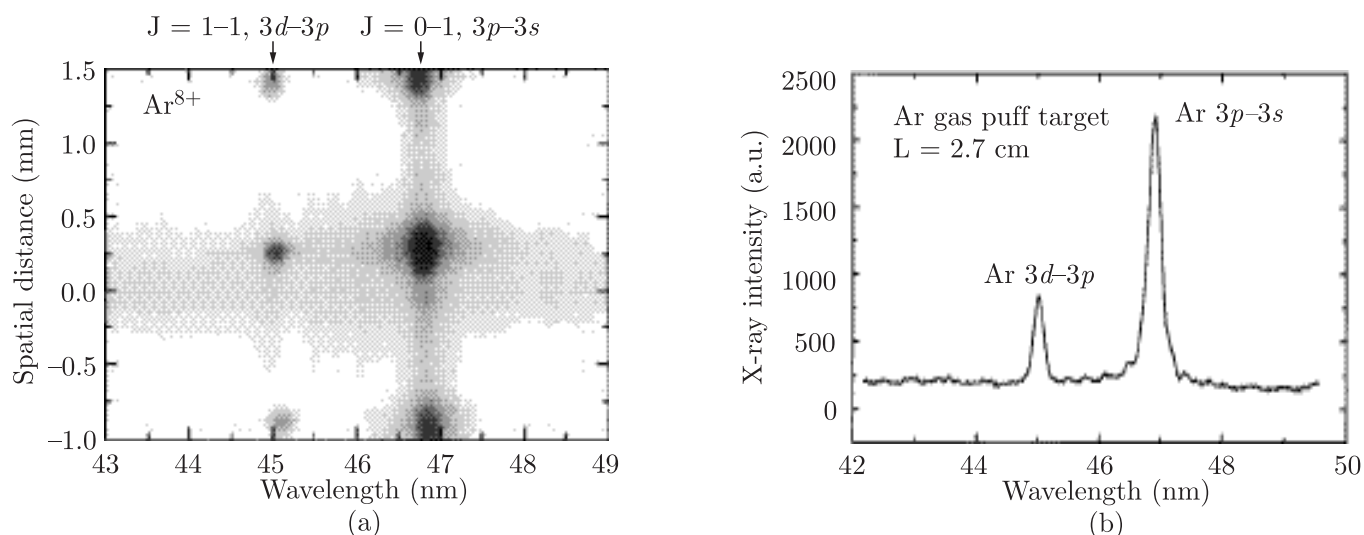 J = 1–1, 3d–3p J = 0–1, 3p–3s
Ar8+
Spatial distance (mm)
1.5
1.0
0.5
0.0
−0.5
−1.0
43 44 45 46 47 48 49
Wavelength (nm)
(a)
X-ray intensity (a.u.)
2500
2000
1500
1000
500
0
Ar gas puff target
L = 2.7 cm
Ar 3p–3s
Ar 3d–3p
42 44 46 48 50
Wavelength (nm)
(b)